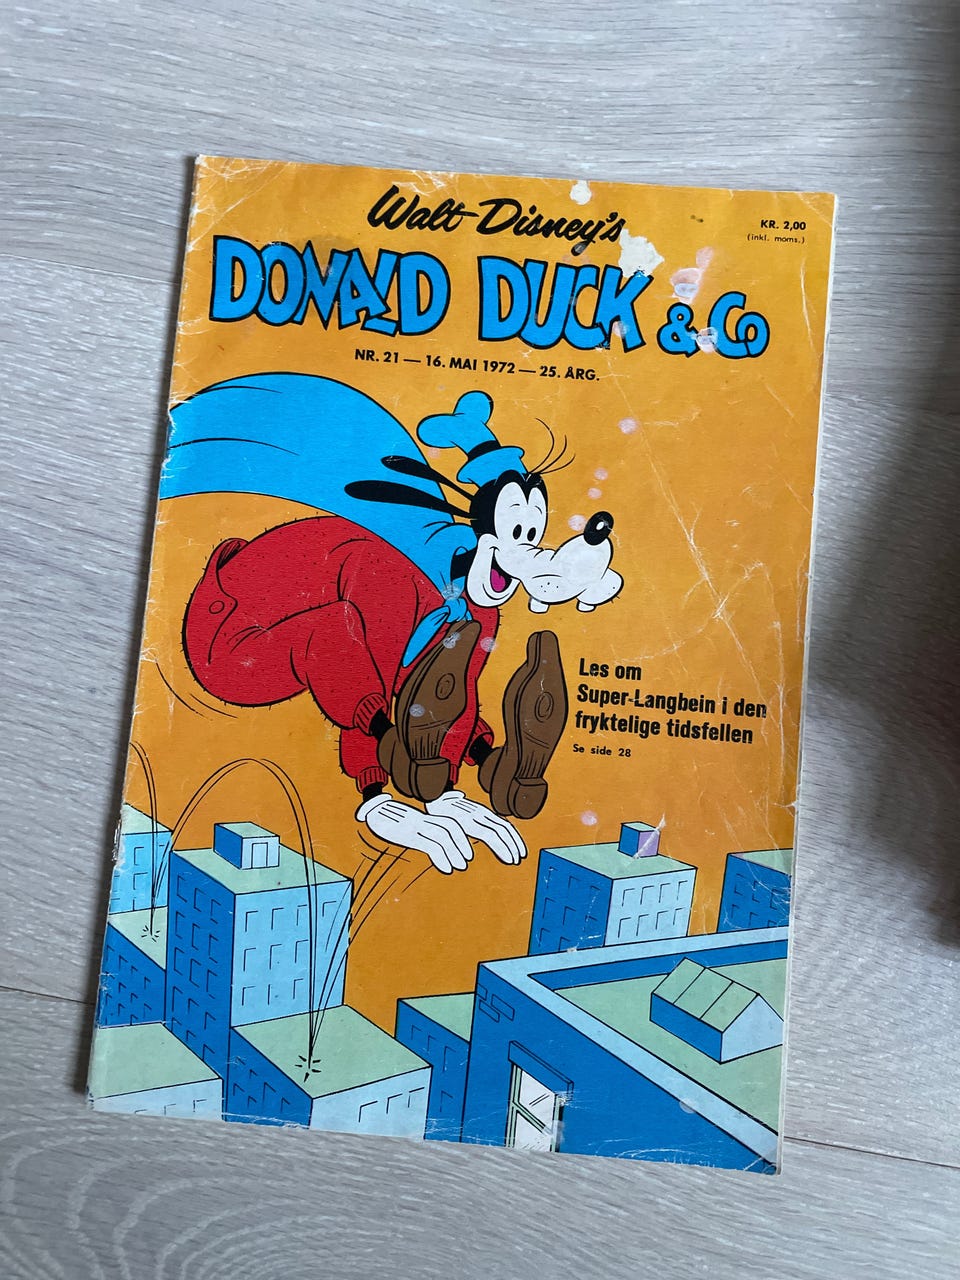 Walt Disney's
KR. 2,00
(inkl. moms.)
DONALD DUCK & Co
NR. 21 — 16. MAI 1972 — 25. ÅRG.
Les om
Super-Langbein i den
fryktelige tidsfellen
Se side 28